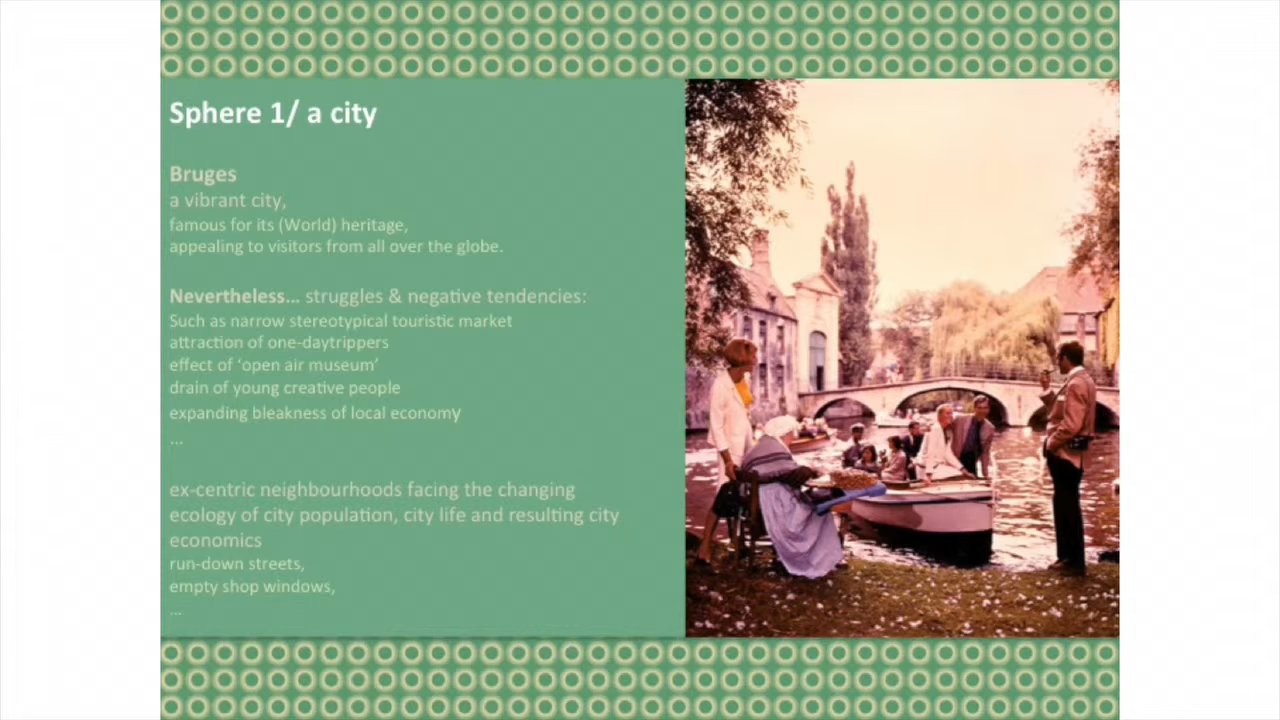 Sphere 1/ a city
Bruges
a vibrant city,
famous for its (World) heritage,
appealing to visitors from all over the globe.
Nevertheless... struggles & negative tendencies:
Such as narrow stereotypical touristic market
attraction of one-daytrippers
effect of ‘open air museum’
drain of young creative people
expanding bleakness of local economy
...
ex-centric neighbourhoods facing the changing
ecology of city population, city life and resulting city
economics
run-down streets,
empty shop windows,
...